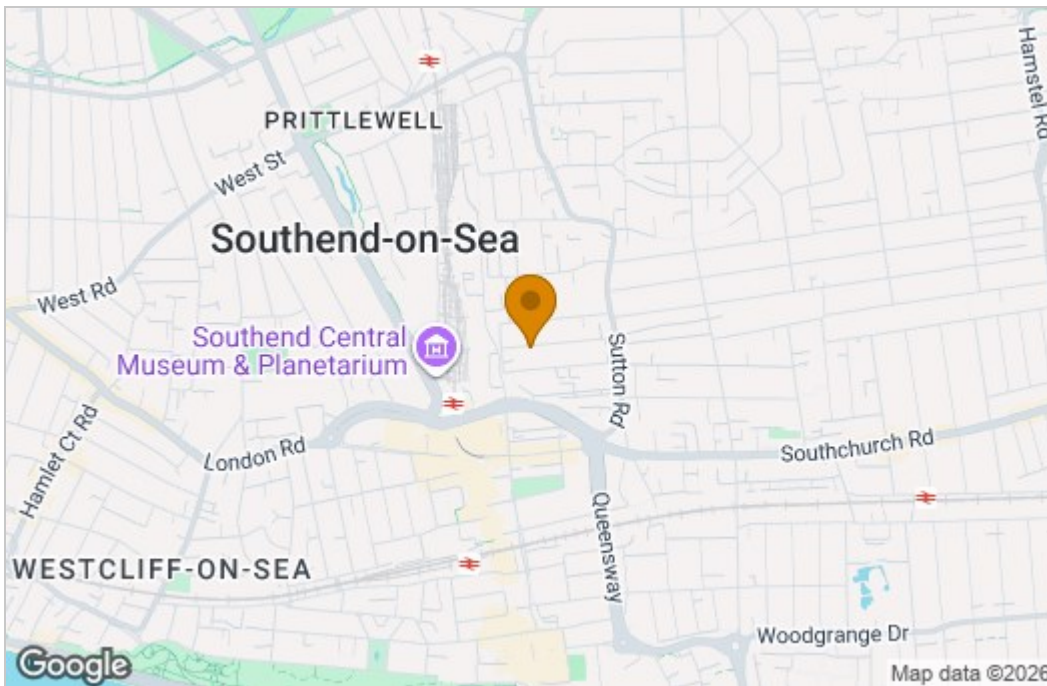 Hamstel Rd
PRITTLEWELL
West St
Southend-on-Sea
West Rd
Southend Central
Museum & Planetarium
Sutton Rd
Hamlet Ct Rd
London Rd
Southchurch Rd
Queensway
WESTCLIFF-ON-SEA
Woodgrange Dr
Google
Map data ©2026